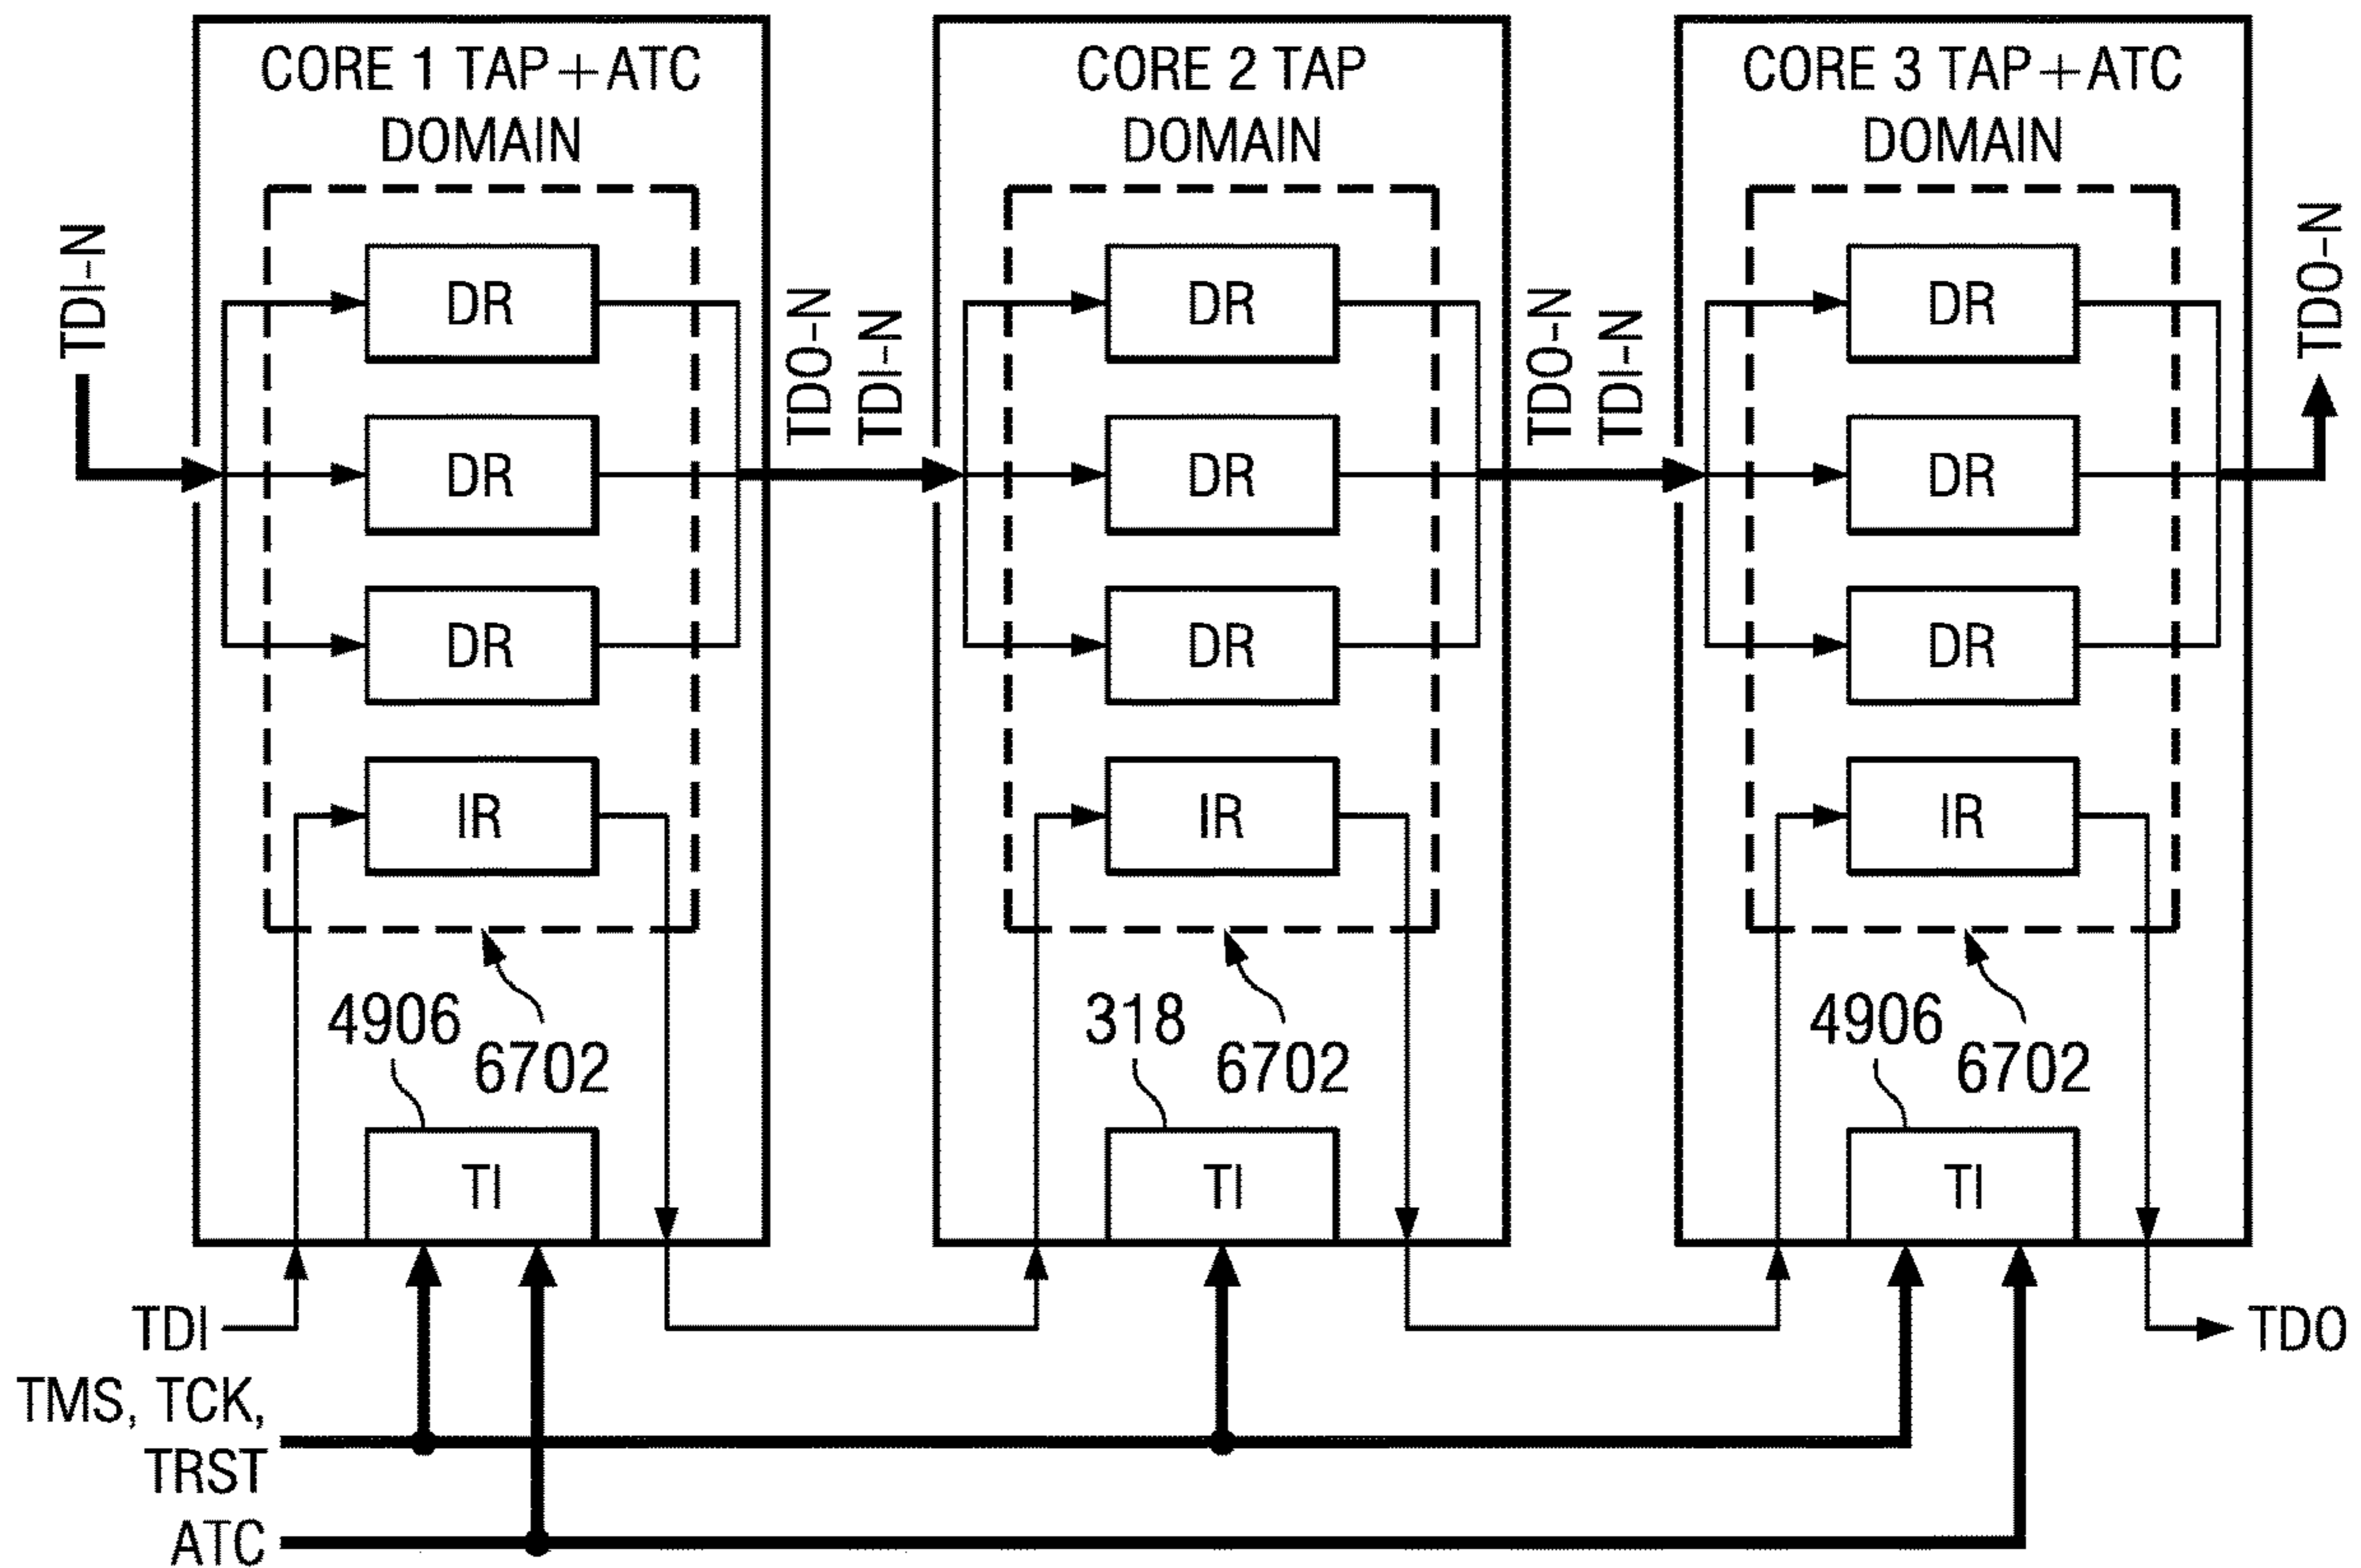 CORE 1 TAP+ATC
DOMAIN
CORE 2 TAP
DOMAIN
CORE 3 TAP+ATC
DOMAIN
TDI-N
DR
DR
DR
IR
TDO-N
TDI-N
DR
DR
DR
IR
TDO-N
TDI-N
DR
DR
DR
IR
TDO-N
4906
6702
TI
318
6702
TI
4906
6702
TI
TDI
TDO
TMS, TCK,
TRST
ATC